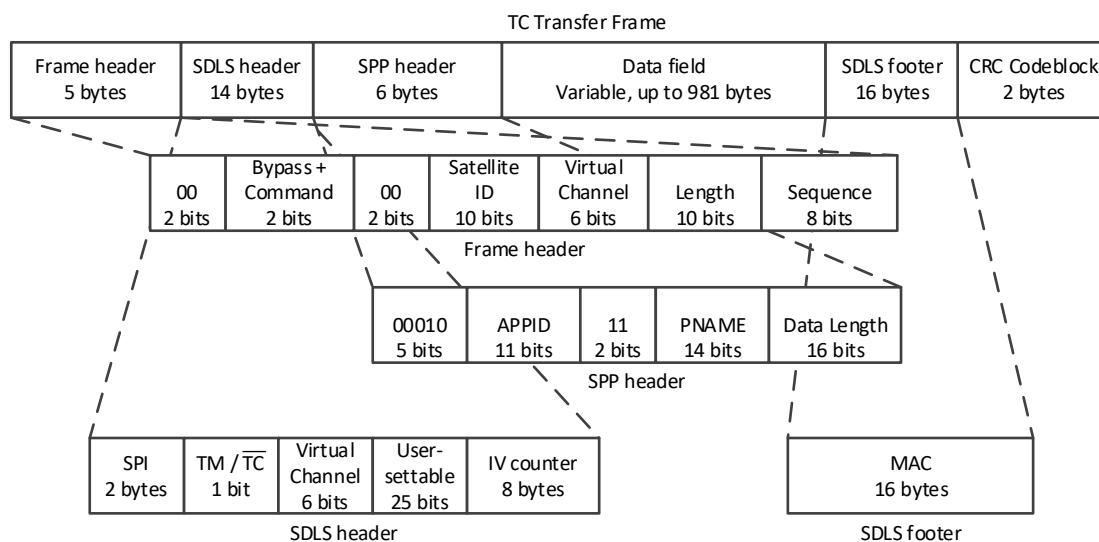 TC Transfer Frame
Frame header
5 bytes
SDLS header
14 bytes
SPP header
6 bytes
Data field
Variable, up to 981 bytes
SDLS footer
16 bytes
CRC Codeblock
2 bytes
00
2 bits
Bypass +
Command
2 bits
00
2 bits
Satellite
ID
10 bits
Virtual
Channel
6 bits
Length
10 bits
Sequence
8 bits
Frame header
00010
5 bits
APPID
11 bits
11
2 bits
PNAME
14 bits
Data Length
16 bits
SPP header
SPI
2 bytes
TM / T̅C̅
1 bit
Virtual
Channel
6 bits
User-
settable
25 bits
IV counter
8 bytes
SDLS header
MAC
16 bytes
SDLS footer